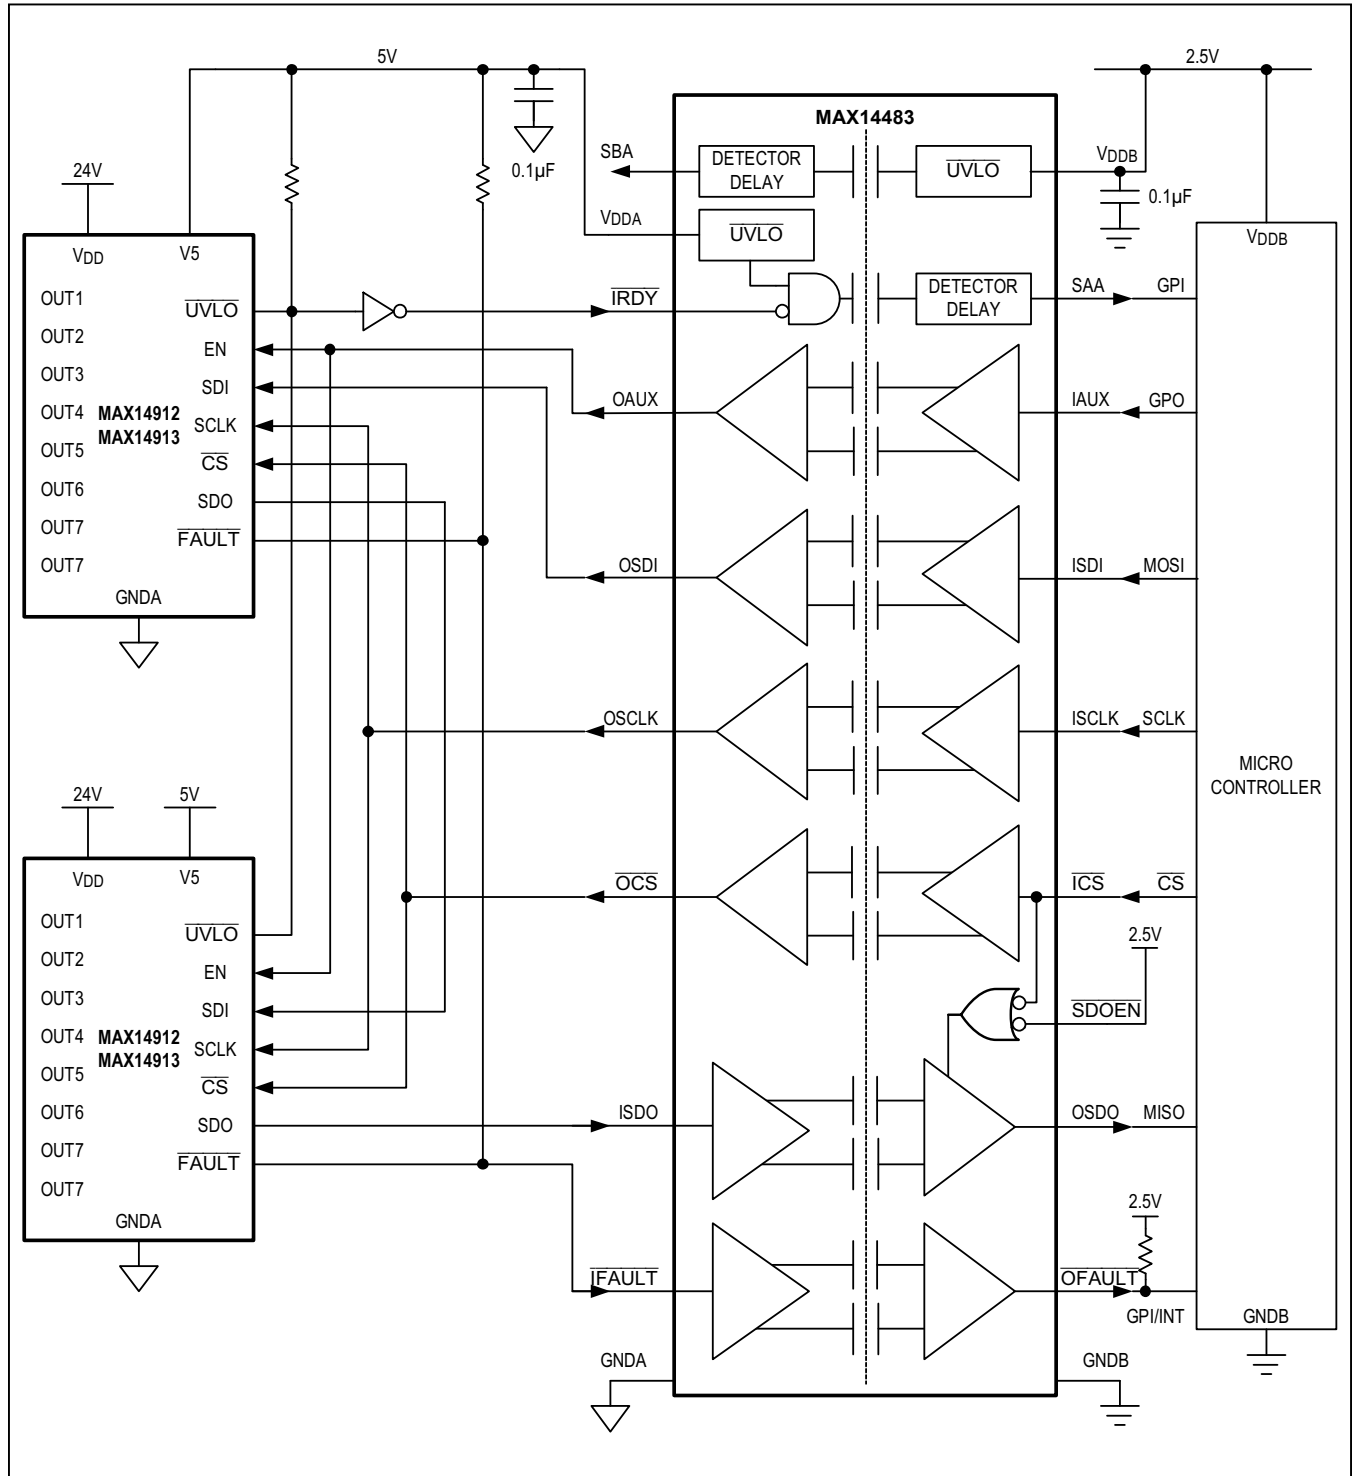 5V
2.5V
MAX14483
SBA
DETECTOR
DELAY
UVLO
VDDB
0.1µF
0.1µF
24V
VDDA
UVLO
VDD
V5
VDDB
OUT1
UVLO
IRDY
DETECTOR
DELAY
SAA
GPI
OUT2
EN
OUT3
SDI
OAUX
IAUX
GPO
OUT4
MAX14912
MAX14913
SCLK
OUT5
CS
OUT6
SDO
OUT7
FAULT
OUT7
OSDI
ISDI
MOSI
GNDA
OSCLK
ISCLK
SCLK
MICRO
CONTROLLER
24V
5V
VDD
V5
OCS
ICS
CS
OUT1
UVLO
2.5V
OUT2
EN
OUT3
SDI
SDOEN
OUT4
MAX14912
MAX14913
SCLK
OUT5
CS
OUT6
SDO
ISDO
OSDO
MISO
OUT7
FAULT
OUT7
2.5V
GNDA
IFAULT
OFAULT
GPI/INT
GNDB
GNDA
GNDB